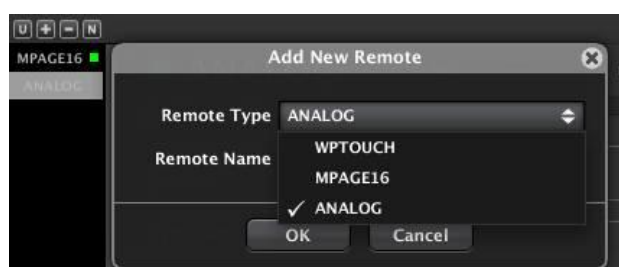 U + - N
MPAGE16
Add New Remote
ANALOG
Remote Type ANALOG
WPTOUCH
Remote Name
MPAGE16
✓ ANALOG
OK Cancel